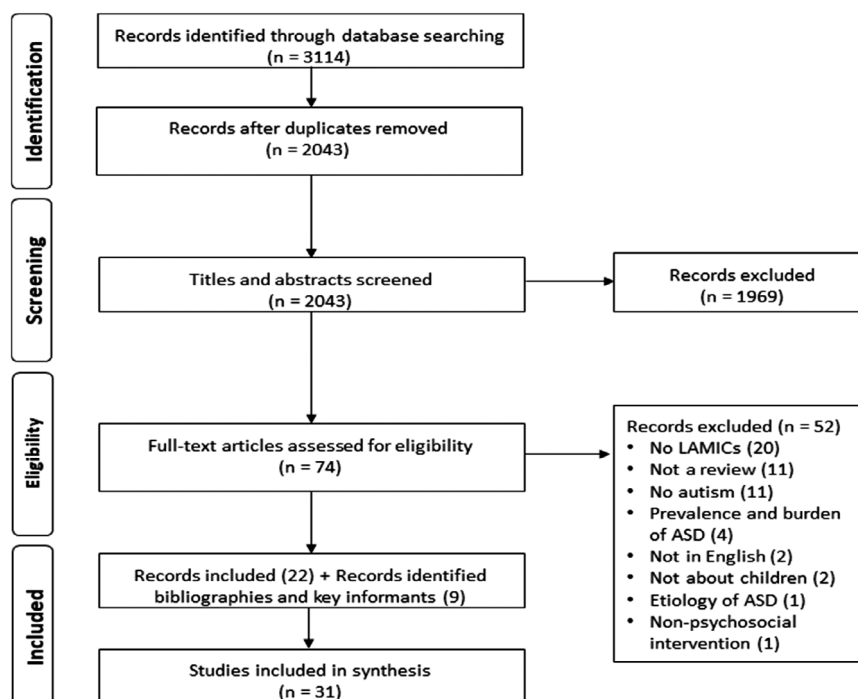 Identification
Records identified through database searching
(n = 3114)
Records after duplicates removed
(n = 2043)
Screening
Titles and abstracts screened
(n = 2043)
Records excluded
(n = 1969)
Eligibility
Full-text articles assessed for eligibility
(n = 74)
Records excluded (n = 52)
• No LAMICs (20)
• Not a review (11)
• No autism (11)
• Prevalence and burden
of ASD (4)
• Not in English (2)
• Not about children (2)
• Etiology of ASD (1)
• Non-psychosocial
intervention (1)
Included
Records included (22) + Records identified
bibliographies and key informants (9)
Studies included in synthesis
(n = 31)